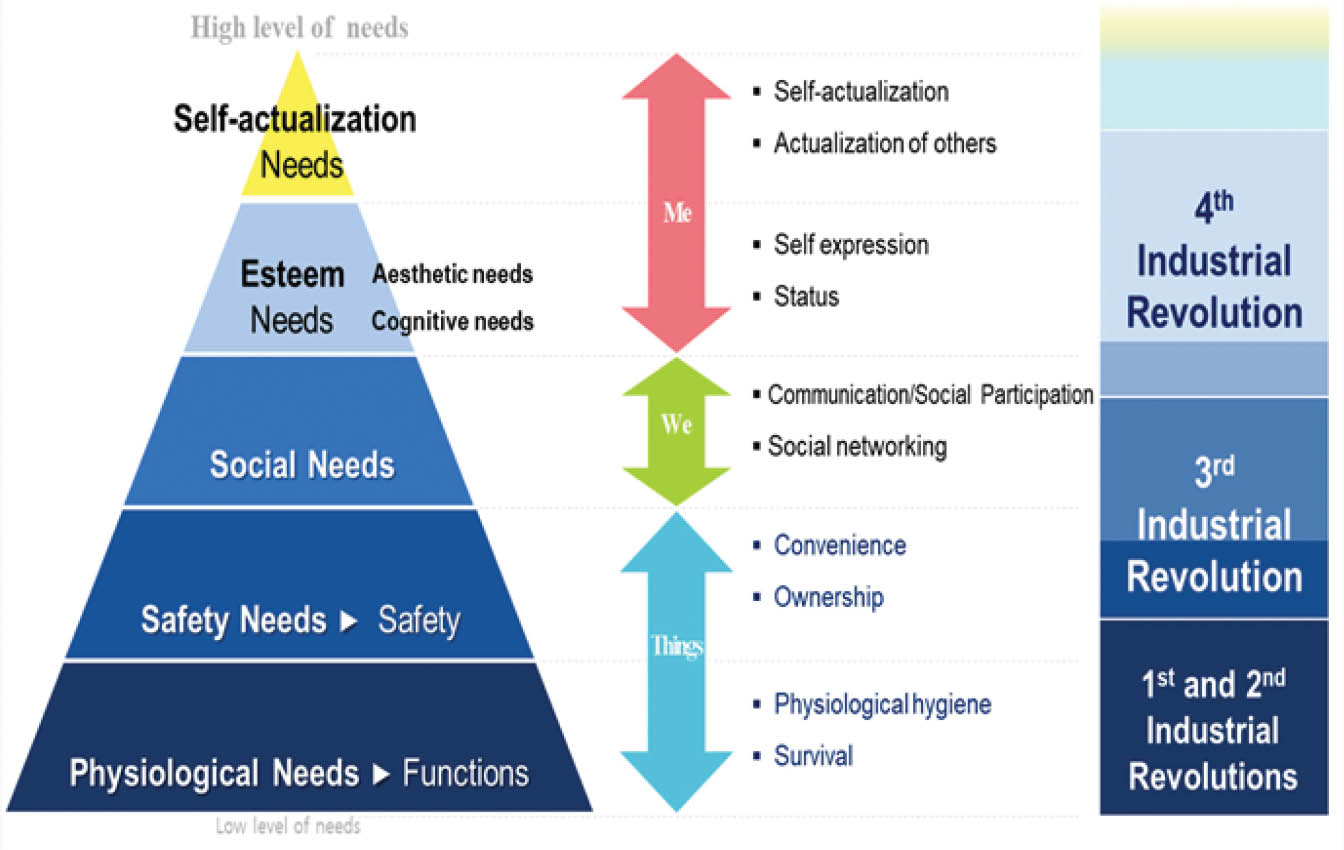 High level of needs
Self-actualization
Needs
Esteem
Needs
Aesthetic needs
Cognitive needs
Social Needs
Safety Needs ▶ Safety
Physiological Needs ▶ Functions
Low level of needs
Me
We
Things
▪ Self-actualization
▪ Actualization of others
▪ Self expression
▪ Status
▪ Communication/Social Participation
▪ Social networking
▪ Convenience
▪ Ownership
▪ Physiological hygiene
▪ Survival
4th
Industrial
Revolution
3rd
Industrial
Revolution
1st and 2nd
Industrial
Revolutions